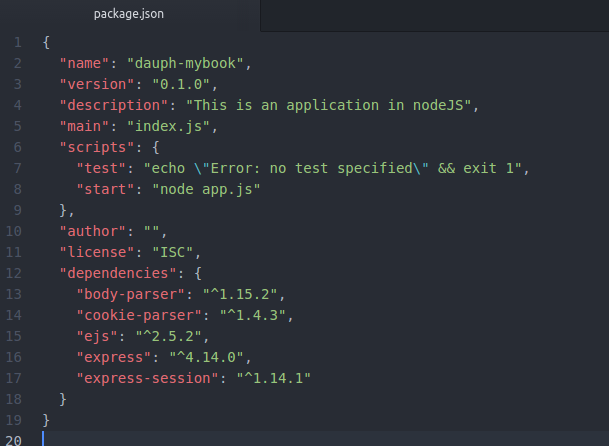 package.json
1 {
2   "name": "dauph-mybook",
3   "version": "0.1.0",
4   "description": "This is an application in nodeJS",
5   "main": "index.js",
6   "scripts": {
7     "test": "echo \"Error: no test specified\" && exit 1",
8     "start": "node app.js"
9   },
10   "author": "",
11   "license": "ISC",
12   "dependencies": {
13     "body-parser": "^1.15.2",
14     "cookie-parser": "^1.4.3",
15     "ejs": "^2.5.2",
16     "express": "^4.14.0",
17     "express-session": "^1.14.1"
18   }
19 }
20